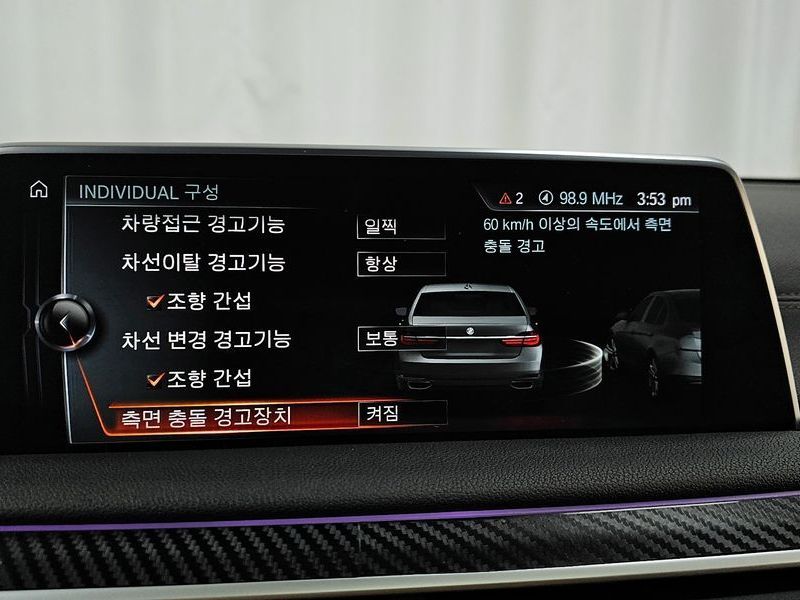 INDIVIDUAL 구성
2 98.9 MHz 3:53 pm
차량접근 경고기능 일찍
차선이탈 경고기능 항상
조향 간섭
차선 변경 경고기능 보통
조향 간섭
측면 충돌 경고장치 켜짐
60 km/h 이상의 속도에서 측면
충돌 경고